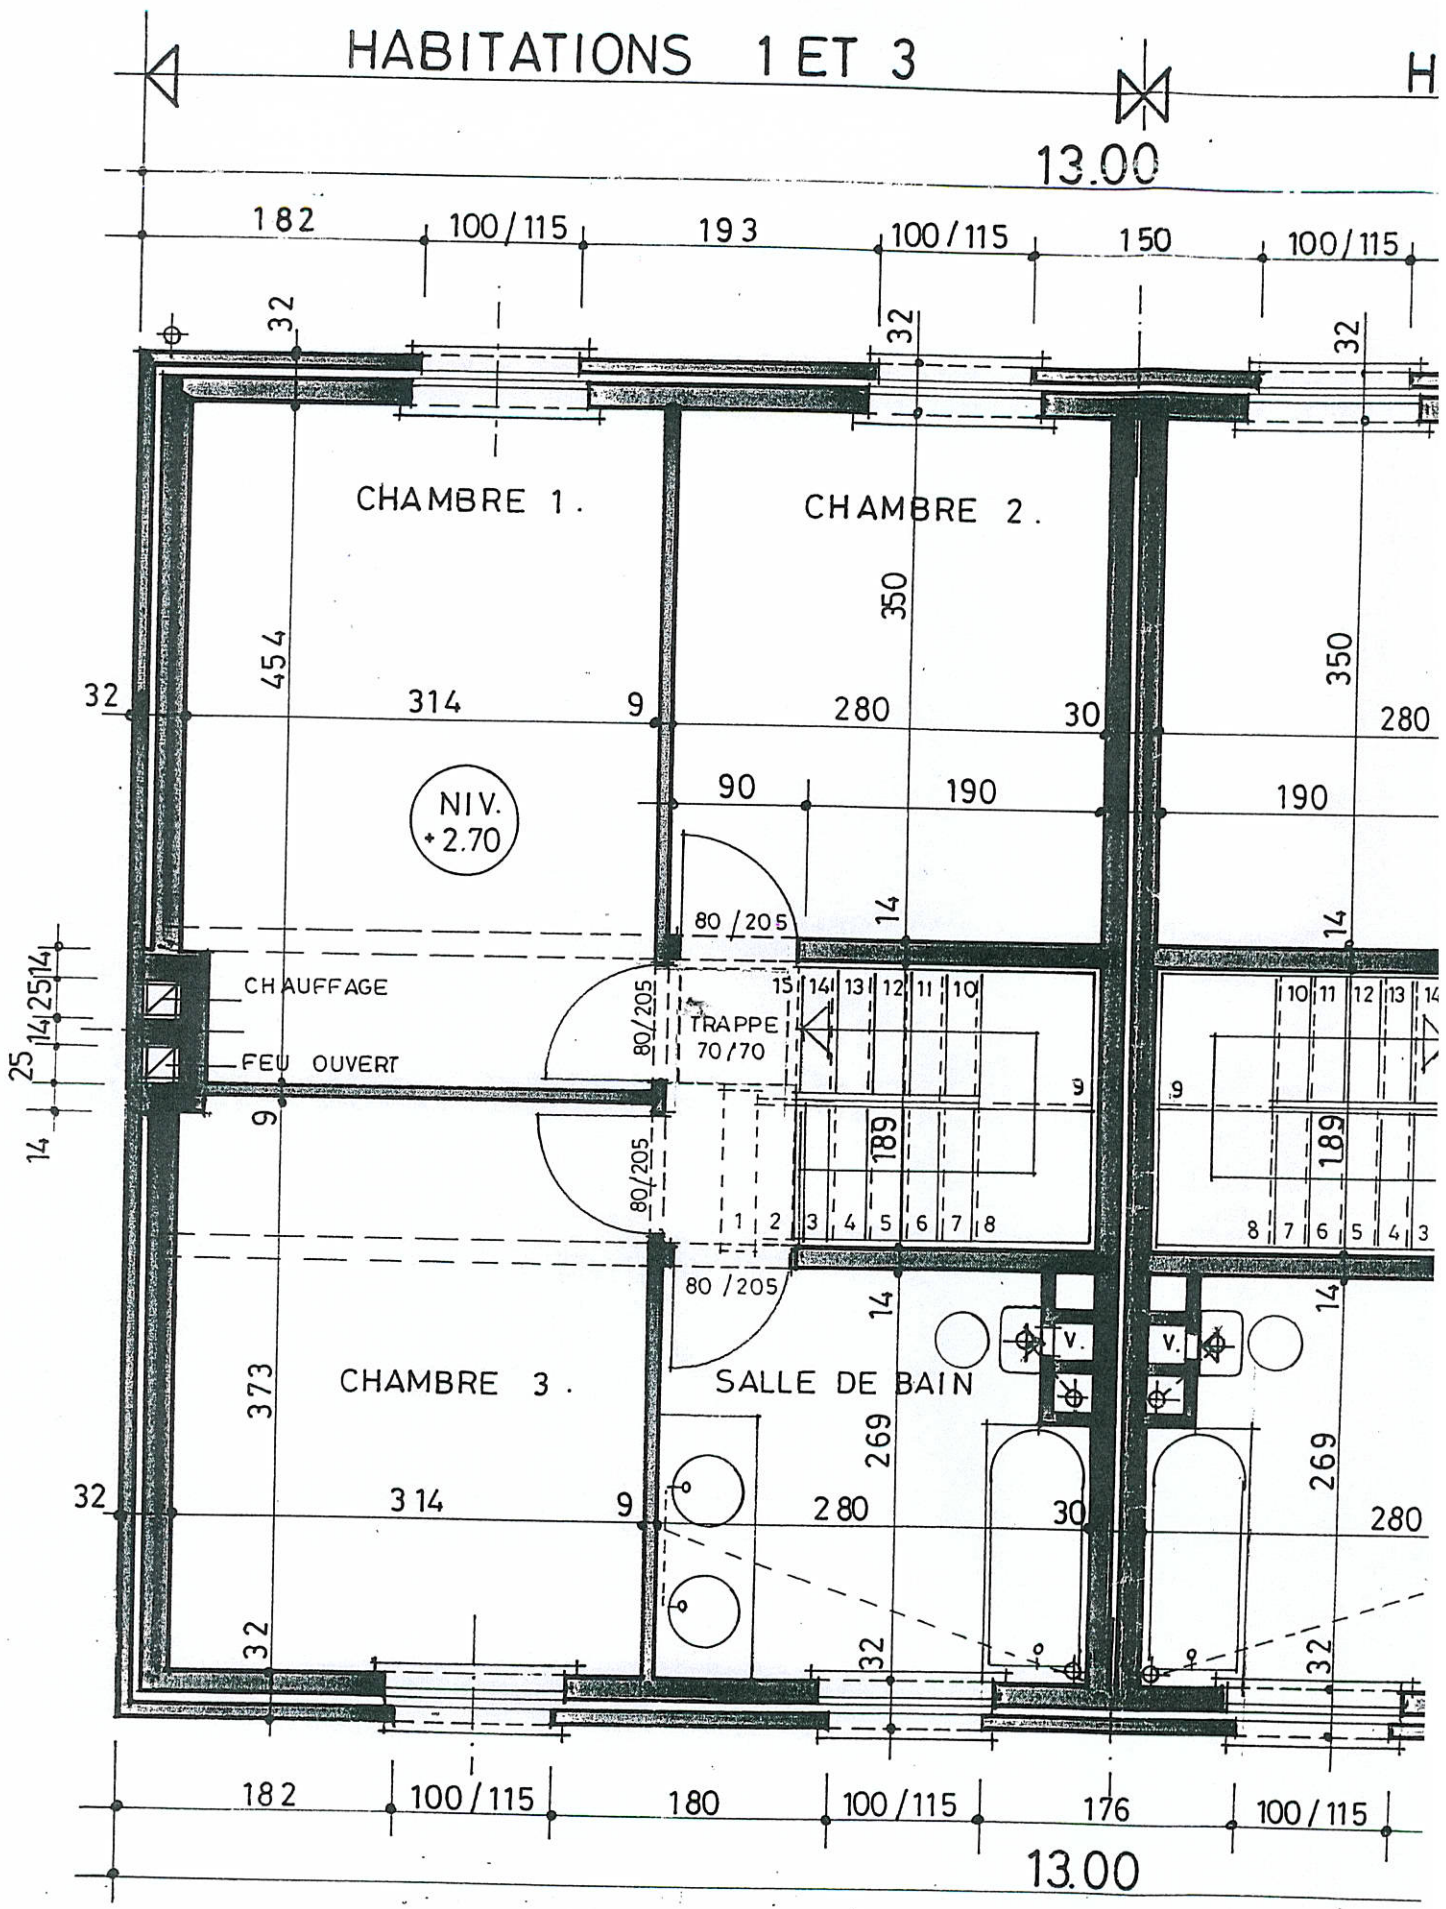 HABITATIONS 1 ET 3
H
13.00
182 100/115 193 100/115 150 100/115
32 32 32
CHAMBRE 1. CHAMBRE 2.
350
454 350
32 314 9 280 30 280
90 190 190
NIV.
+2.70
80/205 14 14
14 25 14 25 14
CHAUFFAGE
80/205
15 14 13 12 11 10
10 11 12 13 14
TRAPPE
70/70
FEU OUVERT
9 9 9
189 189
80/205
1 2 3 4 5 6 7 8
8 7 6 5 4 3
80/205 14 14
V. V.
CHAMBRE 3. SALLE DE BAIN
373 269 269
32 314 9 280 30 280
32 32 32
182 100/115 180 100/115 176 100/115
13.00